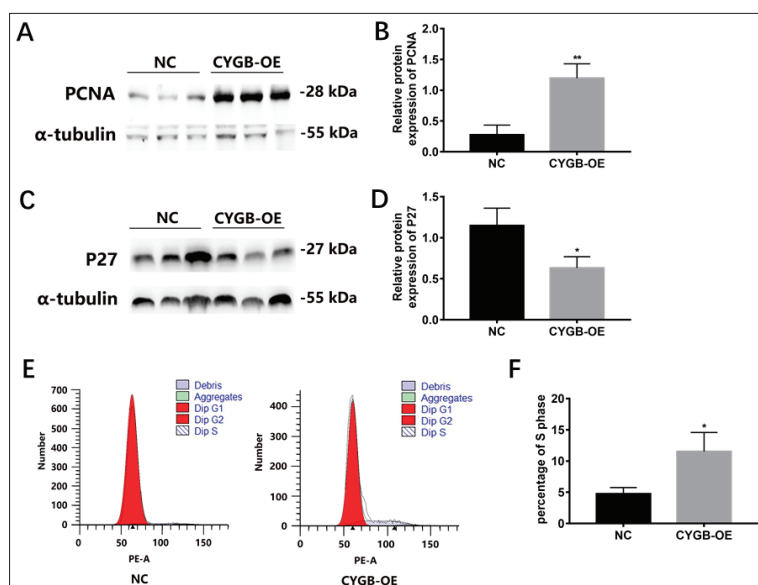 A
NC CYGB-OE
PCNA
-28 kDa
α-tubulin
-55 kDa
B
Relative protein
expression of PCNA
2.0
1.5
1.0
0.5
0.0
**
NC CYGB-OE
C
NC CYGB-OE
P27
-27 kDa
α-tubulin
-55 kDa
D
Relative protein
expression of P27
1.5
1.0
0.5
0.0
*
NC CYGB-OE
E
Number
700
600
500
400
300
200
100
0
0 50 100 150
PE-A
NC
Debris
Aggregates
Dip G1
Dip G2
Dip S
Number
400
300
200
100
0
0 50 100 150
PE-A
CYGB-OE
Debris
Aggregates
Dip G1
Dip G2
Dip S
F
percentage of S phase
20
15
10
5
0
*
NC CYGB-OE